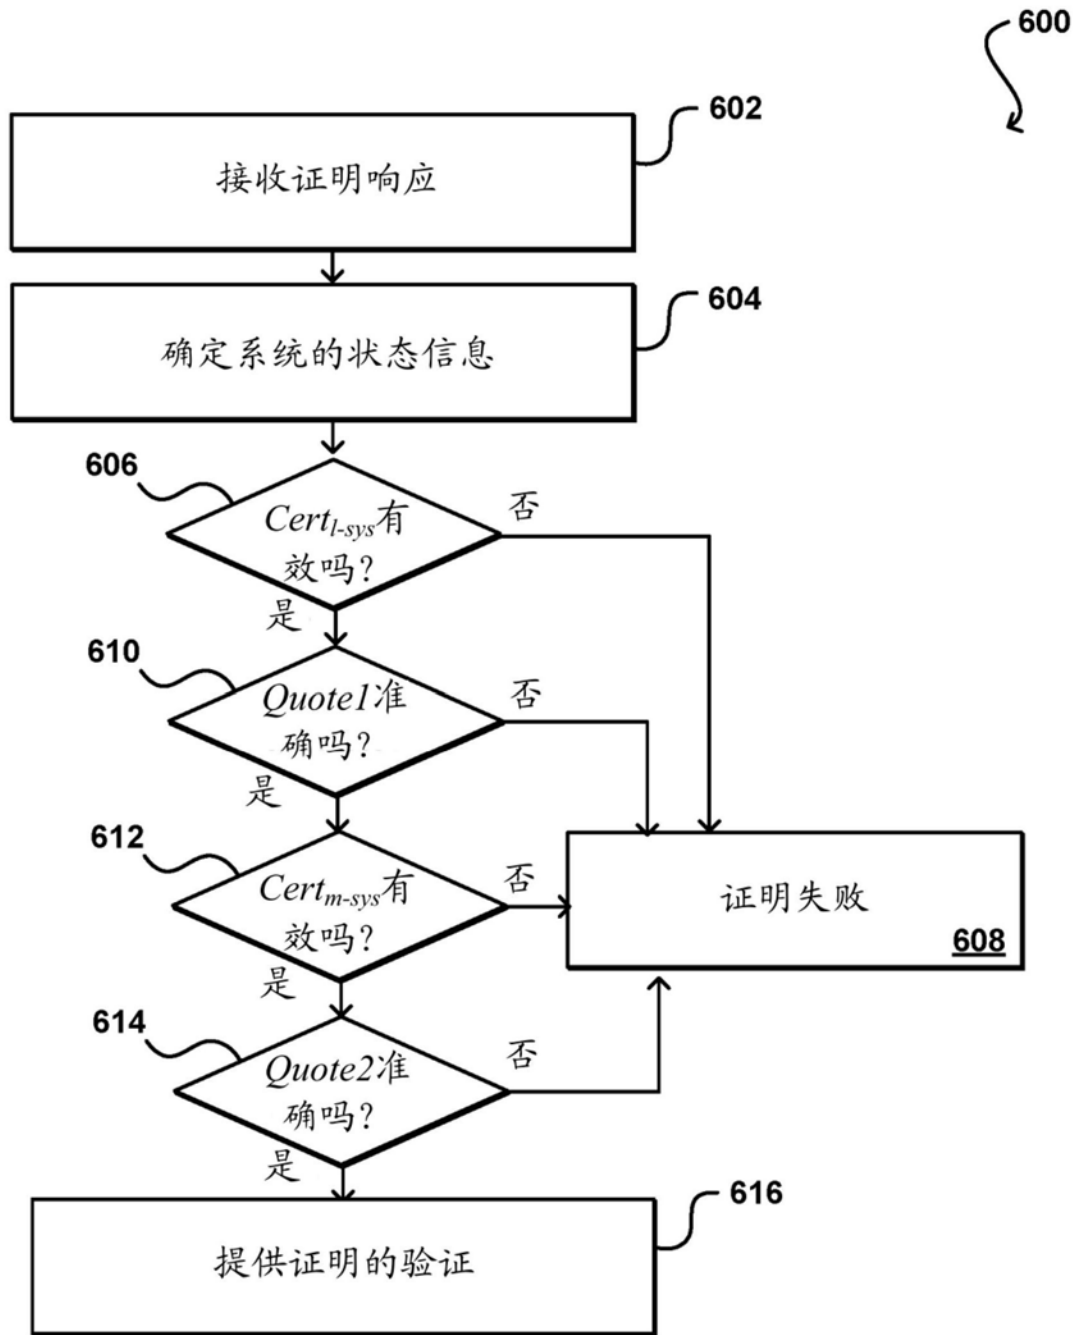 600
602
接收证明响应
604
确定系统的状态信息
606
Certl-sys有
效吗?
否
是
610
Quote1准
确吗?
否
是
612
Certm-sys有
效吗?
否
是
证明失败
608
614
Quote2准
确吗?
否
是
616
提供证明的验证